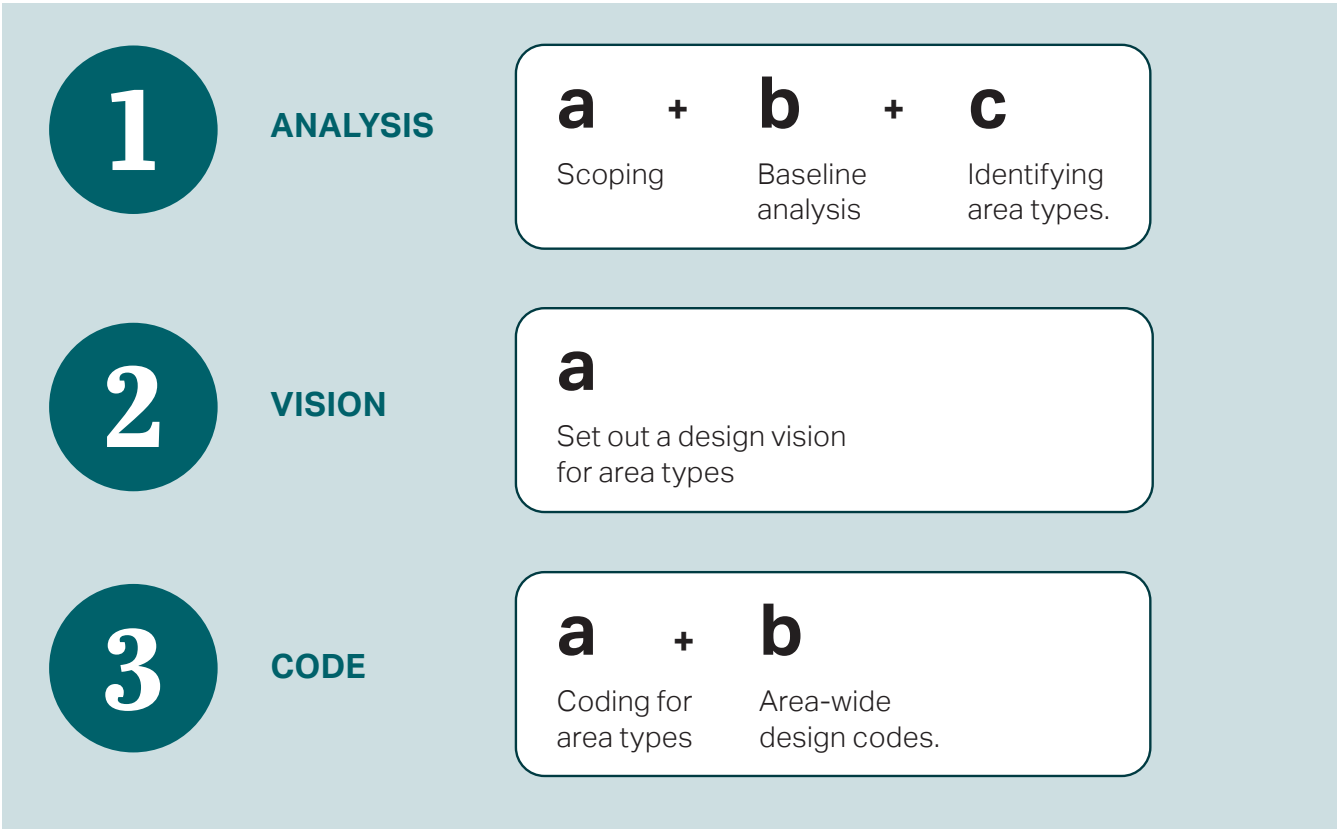 1
ANALYSIS
a + b + c
Scoping
Baseline
analysis
Identifying
area types.
2
VISION
a
Set out a design vision
for area types
3
CODE
a + b
Coding for
area types
Area-wide
design codes.